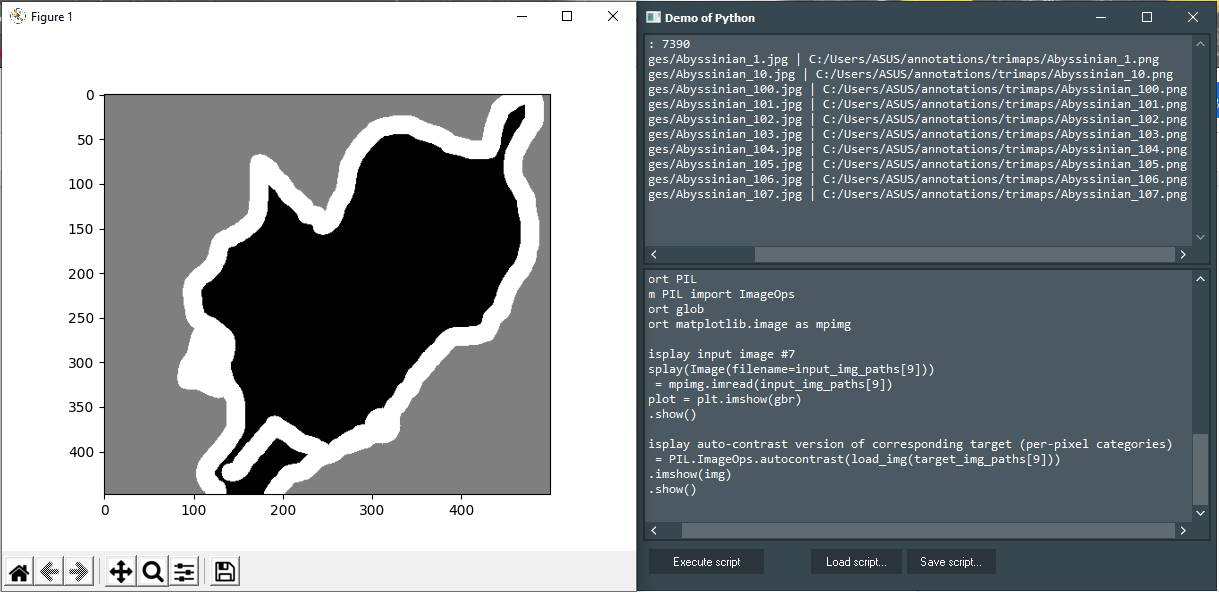 Figure 1
0
50
100
150
200
250
300
350
400
0 100 200 300 400
Demo of Python
: 7390
ges/Abyssinian_1.jpg | C:/Users/ASUS/annotations/trimaps/Abyssinian_1.png
ges/Abyssinian_10.jpg | C:/Users/ASUS/annotations/trimaps/Abyssinian_10.png
ges/Abyssinian_100.jpg | C:/Users/ASUS/annotations/trimaps/Abyssinian_100.png
ges/Abyssinian_101.jpg | C:/Users/ASUS/annotations/trimaps/Abyssinian_101.png
ges/Abyssinian_102.jpg | C:/Users/ASUS/annotations/trimaps/Abyssinian_102.png
ges/Abyssinian_103.jpg | C:/Users/ASUS/annotations/trimaps/Abyssinian_103.png
ges/Abyssinian_104.jpg | C:/Users/ASUS/annotations/trimaps/Abyssinian_104.png
ges/Abyssinian_105.jpg | C:/Users/ASUS/annotations/trimaps/Abyssinian_105.png
ges/Abyssinian_106.jpg | C:/Users/ASUS/annotations/trimaps/Abyssinian_106.png
ges/Abyssinian_107.jpg | C:/Users/ASUS/annotations/trimaps/Abyssinian_107.png
ort PIL
m PIL import ImageOps
ort glob
ort matplotlib.image as mpimg
isplay input image #7
splay(Image(filename=input_img_paths[9]))
= mpimg.imread(input_img_paths[9])
plot = plt.imshow(gbr)
.show()
isplay auto-contrast version of corresponding target (per-pixel categories)
= PIL.ImageOps.autocontrast(load_img(target_img_paths[9]))
.imshow(img)
.show()
Execute script Load script... Save script...